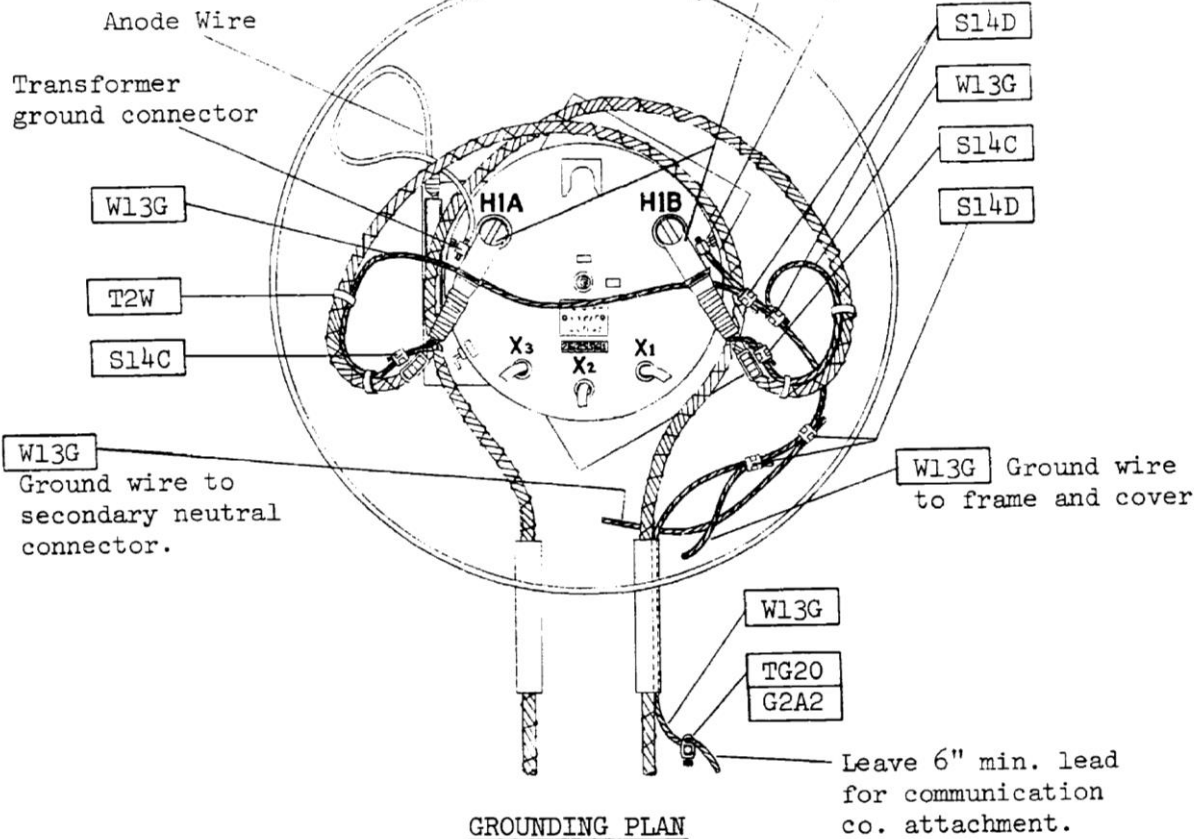 Anode Wire
Transformer
ground connector
W13G
T2W
S14C
W13G
Ground wire to
secondary neutral
connector.
H1A
H1B
X3
X2
X1
S14D
W13G
S14C
S14D
W13G Ground wire
to frame and cover
W13G
TG20
G2A2
Leave 6" min. lead
for communication
co. attachment.
GROUNDING PLAN